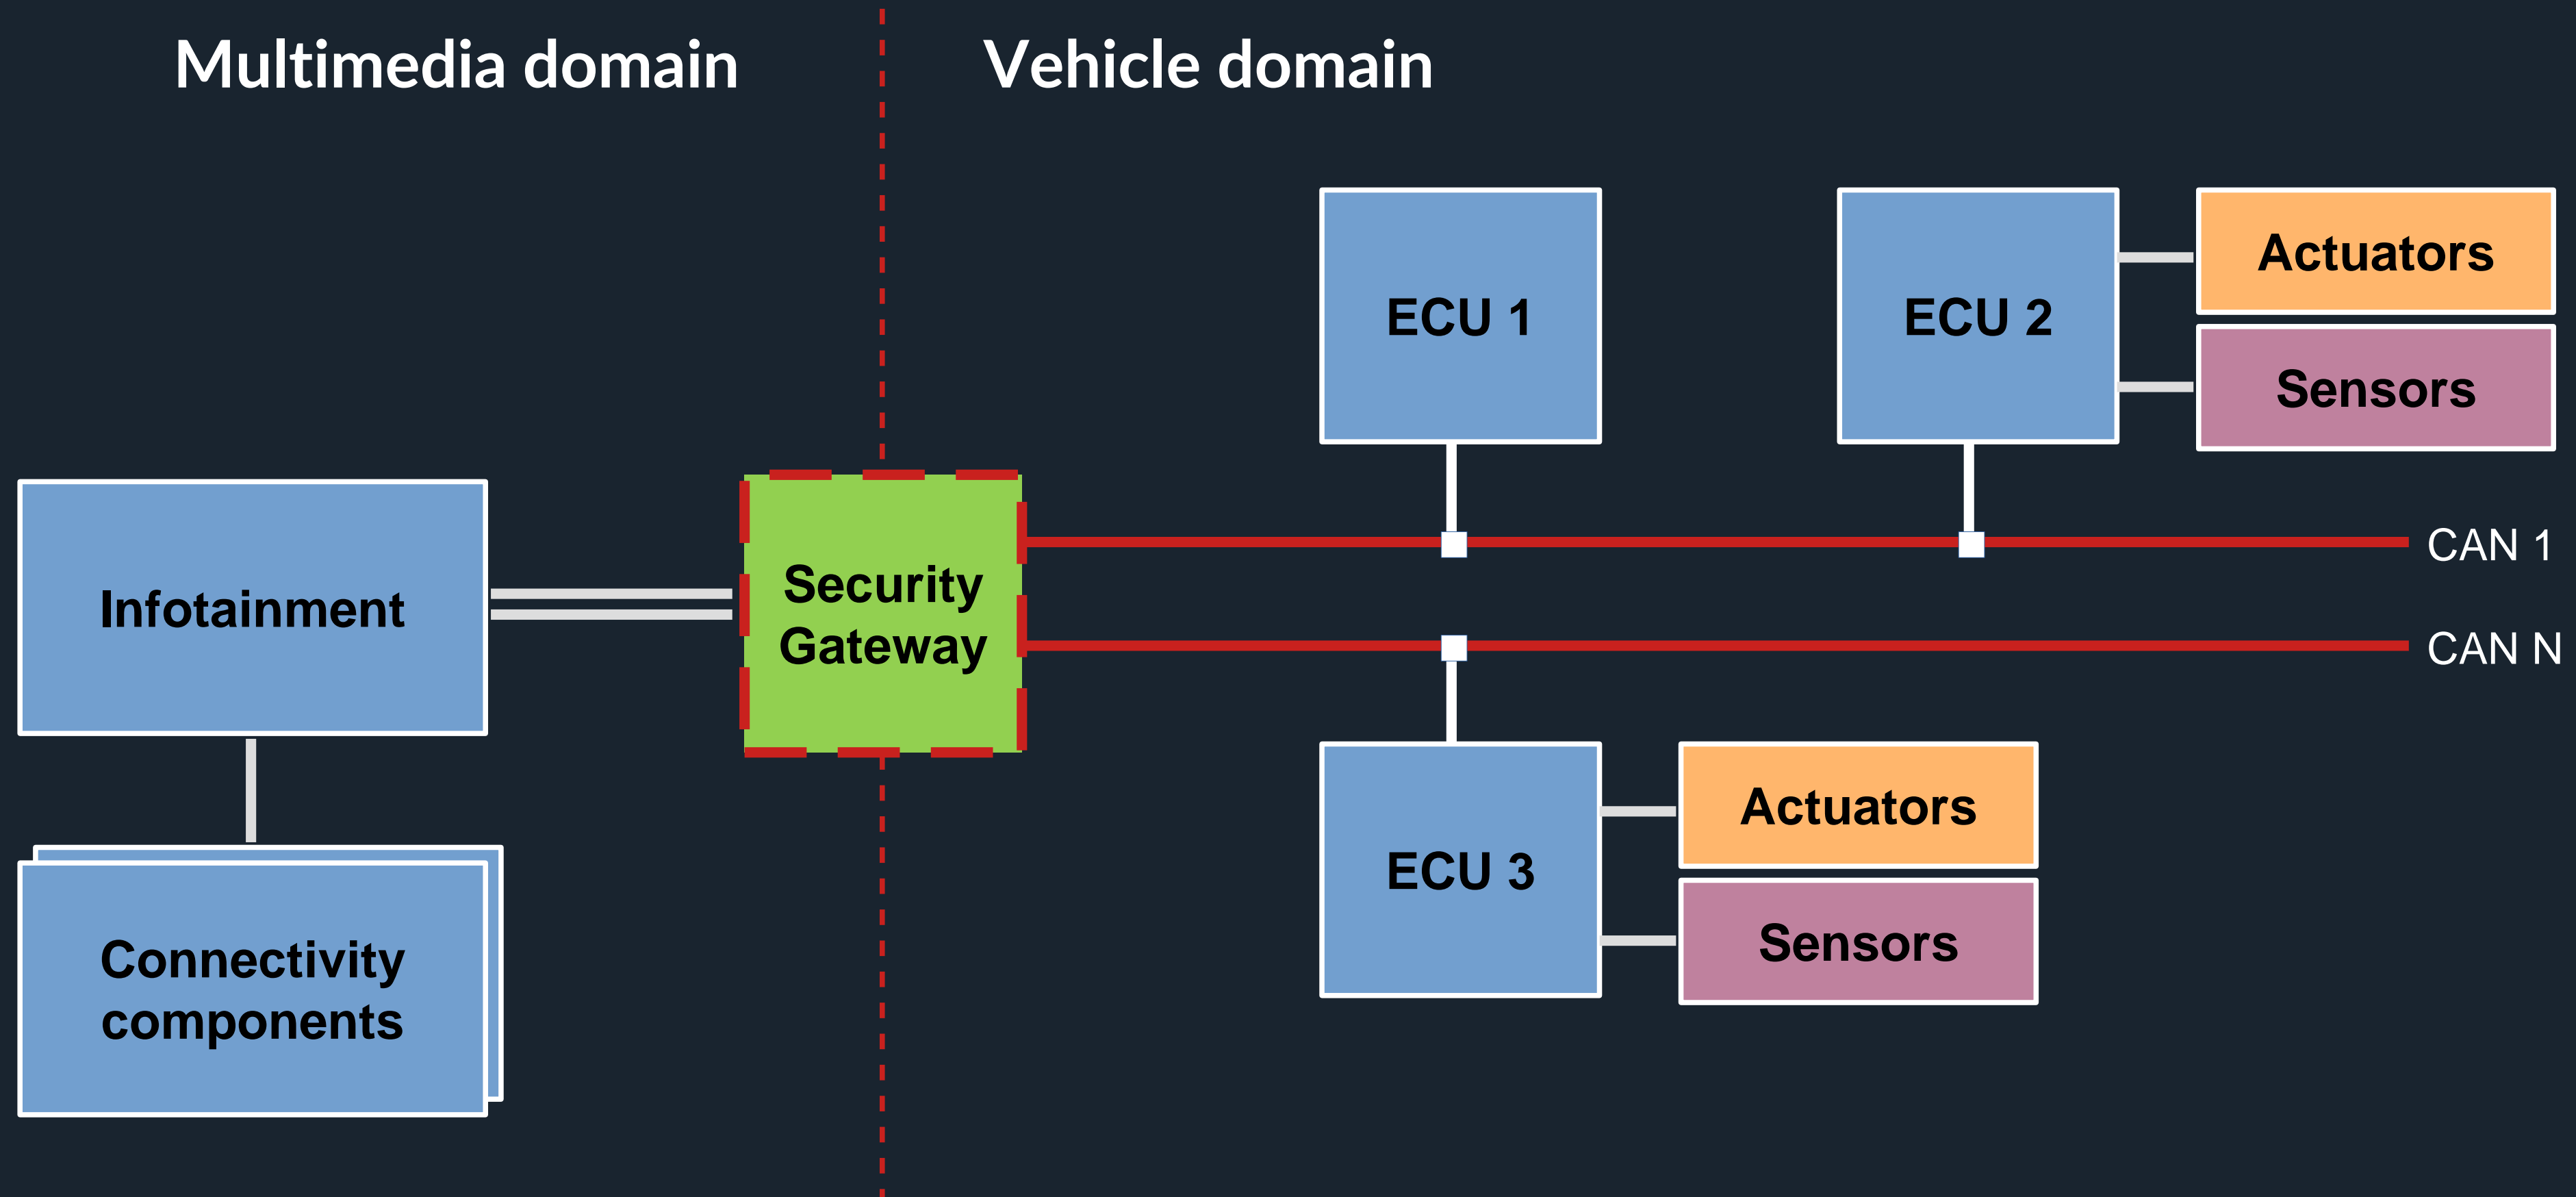 Multimedia domain
Vehicle domain
ECU 1
ECU 2
Actuators
Sensors
Infotainment
Security
Gateway
CAN 1
CAN N
Connectivity
components
ECU 3
Actuators
Sensors